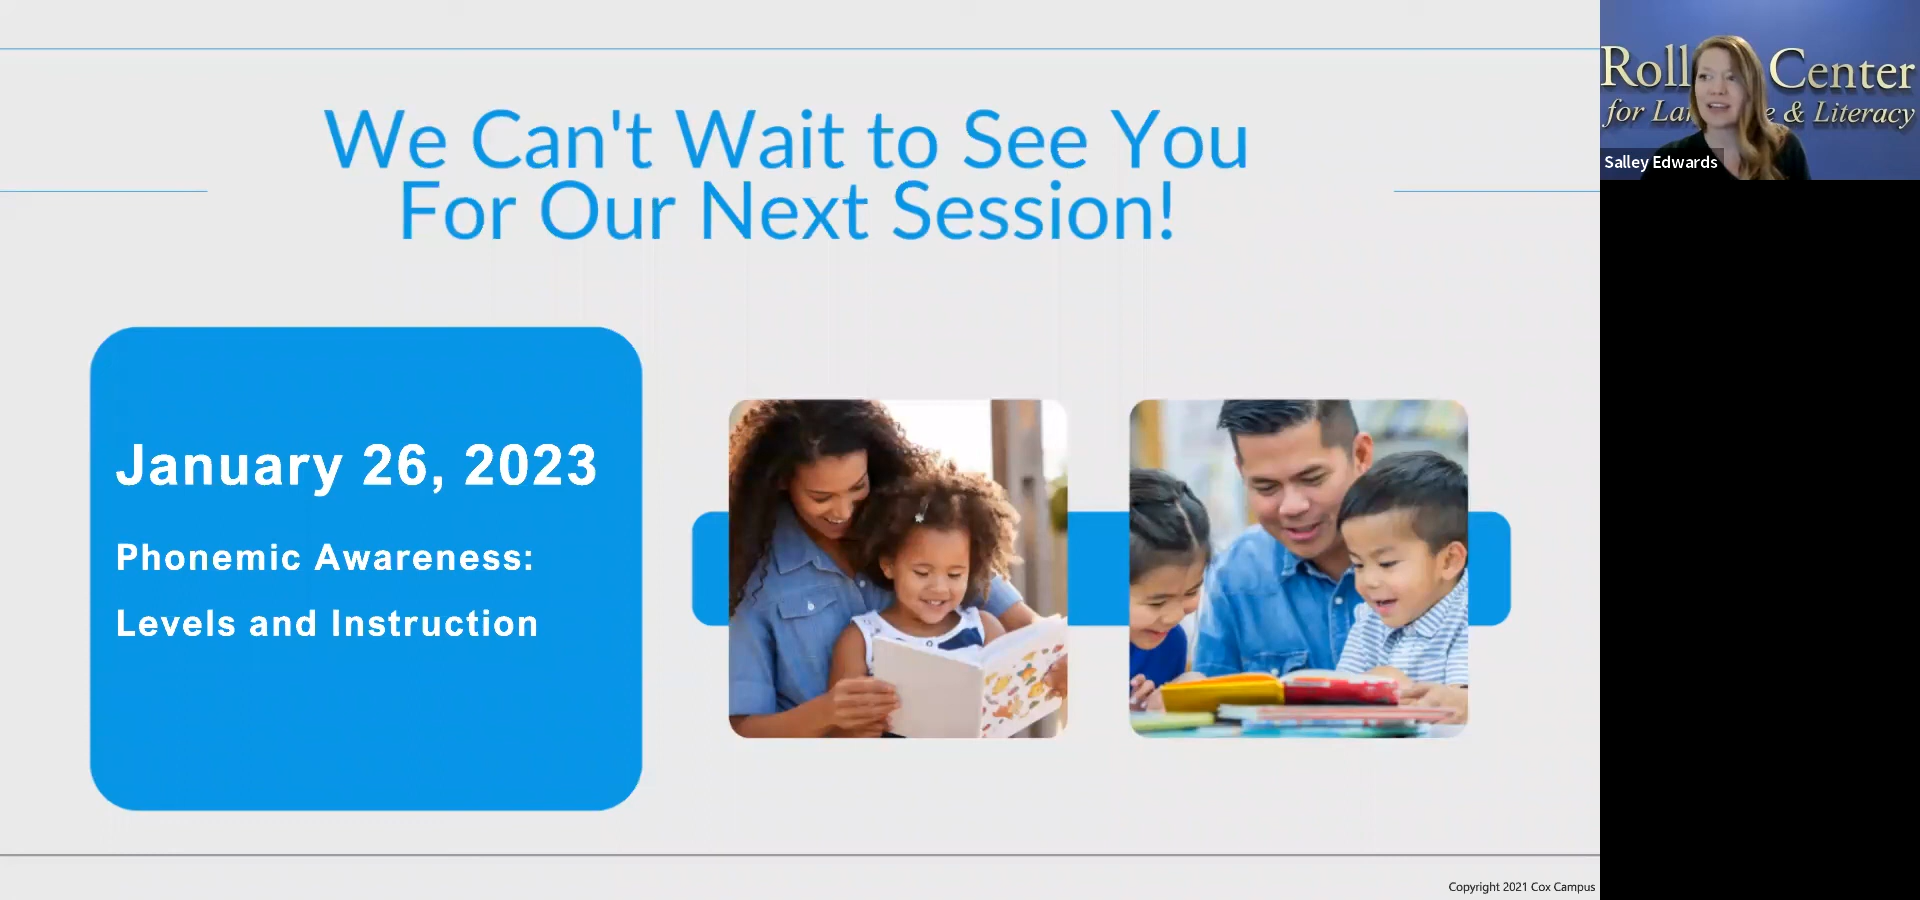 We Can't Wait to See You
For Our Next Session!
January 26, 2023
Phonemic Awareness:
Levels and Instruction
Copyright 2021 Cox Campus
Roll Center
for La e & Literacy
Salley Edwards